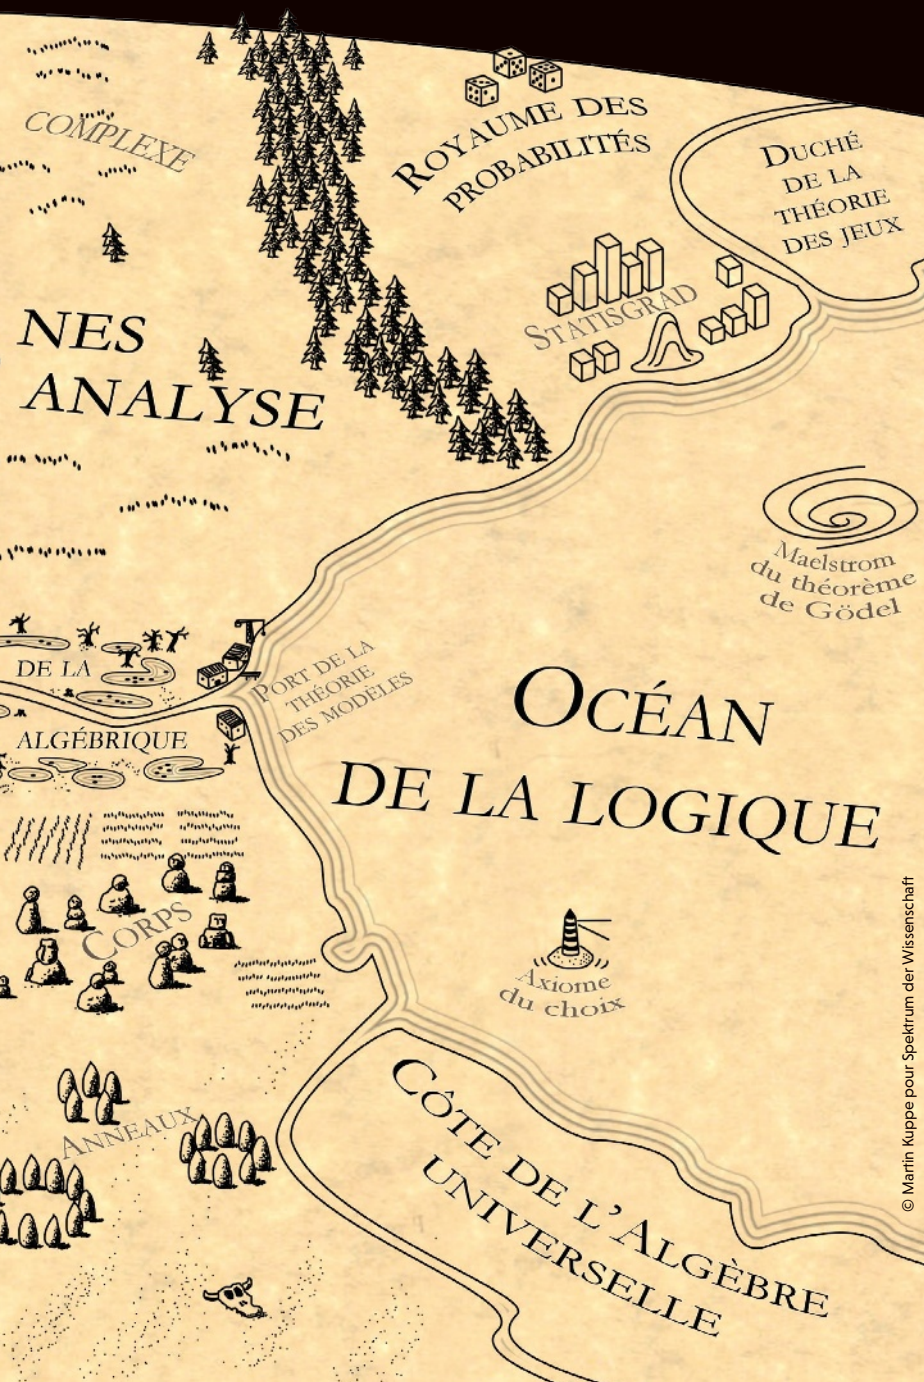 COMPLEXE
ROYAUME DES
PROBABILITÉS
DUCHÉ
DE LA
THÉORIE
DES JEUX
STATISGRAD
NES
ANALYSE
Maelstrom
du théorème
de Gödel
DE LA
ALGÉBRIQUE
PORT DE LA
THÉORIE
DES MODÈLES
OCÉAN
DE LA LOGIQUE
CORPS
Axiome
du choix
ANNEAUX
CÔTE DE L'ALGÈBRE
UNIVERSELLE
© Martin Kuppe pour Spektrum der Wissenschaft